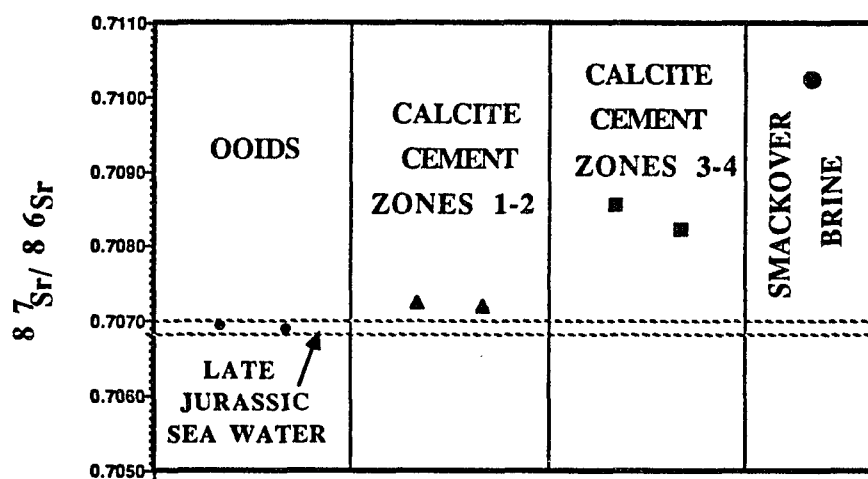 0.7110
0.7100
0.7090
0.7080
0.7070
0.7060
0.7050
87Sr/ 86Sr
OOIDS
LATE
JURASSIC
SEA WATER
CALCITE
CEMENT
ZONES 1-2
CALCITE
CEMENT
ZONES 3-4
SMACKOVER
BRINE